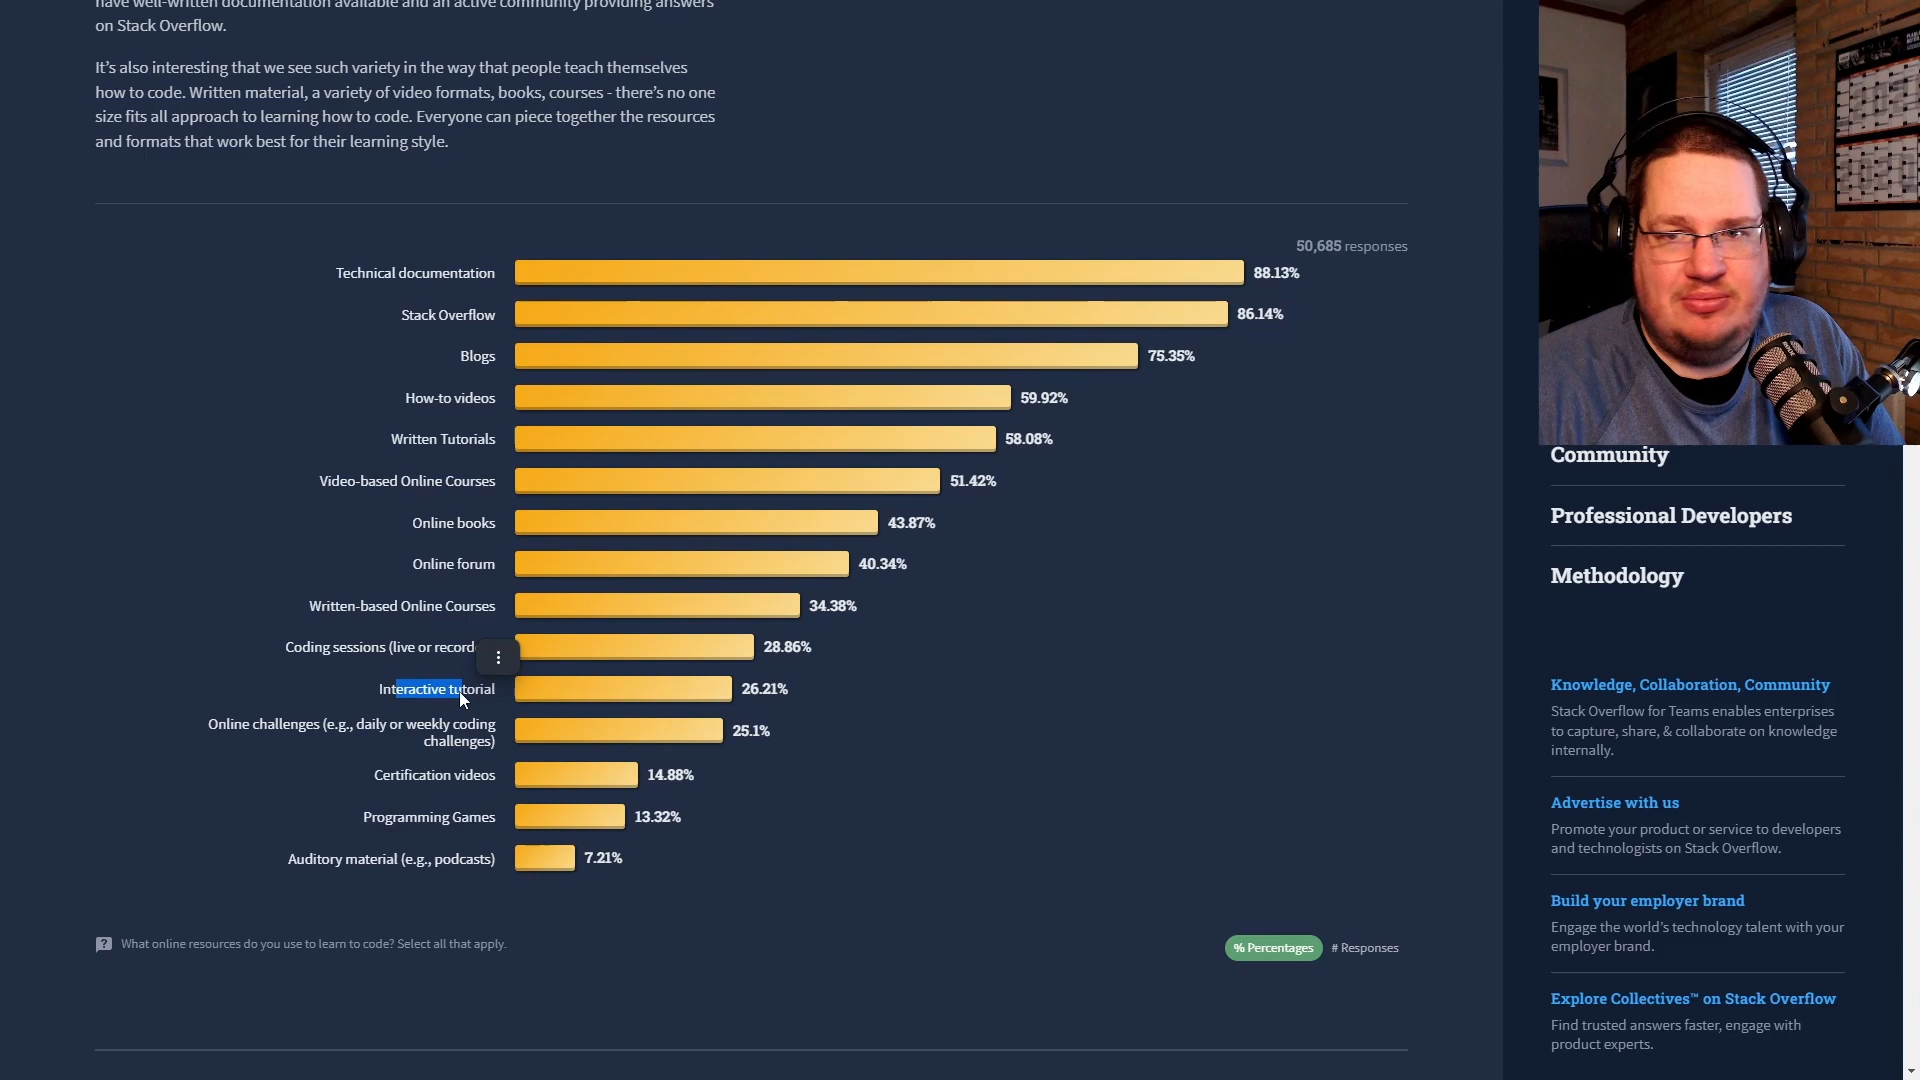 have well-written documentation available and an active community providing answers
on Stack Overflow.
It's also interesting that we see such variety in the way that people teach themselves
how to code. Written material, a variety of video formats, books, courses - there's no one
size fits all approach to learning how to code. Everyone can piece together the resources
and formats that work best for their learning style.
50,685 responses
Technical documentation 88.13%
Stack Overflow 86.14%
Blogs 75.35%
How-to videos 59.92%
Written Tutorials 58.08%
Video-based Online Courses 51.42%
Online books 43.87%
Online forum 40.34%
Written-based Online Courses 34.38%
Coding sessions (live or record 28.86%
Interactive tutorial 26.21%
Online challenges (e.g., daily or weekly coding
challenges) 25.1%
Certification videos 14.88%
Programming Games 13.32%
Auditory material (e.g., podcasts) 7.21%
What online resources do you use to learn to code? Select all that apply.
% Percentages # Responses
Community
Professional Developers
Methodology
Knowledge, Collaboration, Community
Stack Overflow for Teams enables enterprises
to capture, share, & collaborate on knowledge
internally.
Advertise with us
Promote your product or service to developers
and technologists on Stack Overflow.
Build your employer brand
Engage the world's technology talent with your
employer brand.
Explore Collectives™ on Stack Overflow
Find trusted answers faster, engage with
product experts.